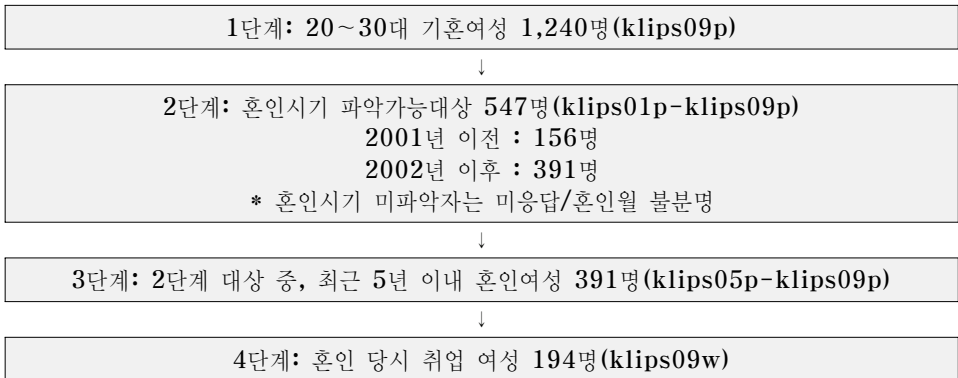 1단계: 20~30대 기혼여성 1,240명(klips09p)
↓
2단계: 혼인시기 파악가능대상 547명(klips01p-klips09p)
2001년 이전 : 156명
2002년 이후 : 391명
* 혼인시기 미파악자는 미응답/혼인월 불분명
↓
3단계: 2단계 대상 중, 최근 5년 이내 혼인여성 391명(klips05p-klips09p)
↓
4단계: 혼인 당시 취업 여성 194명(klips09w)